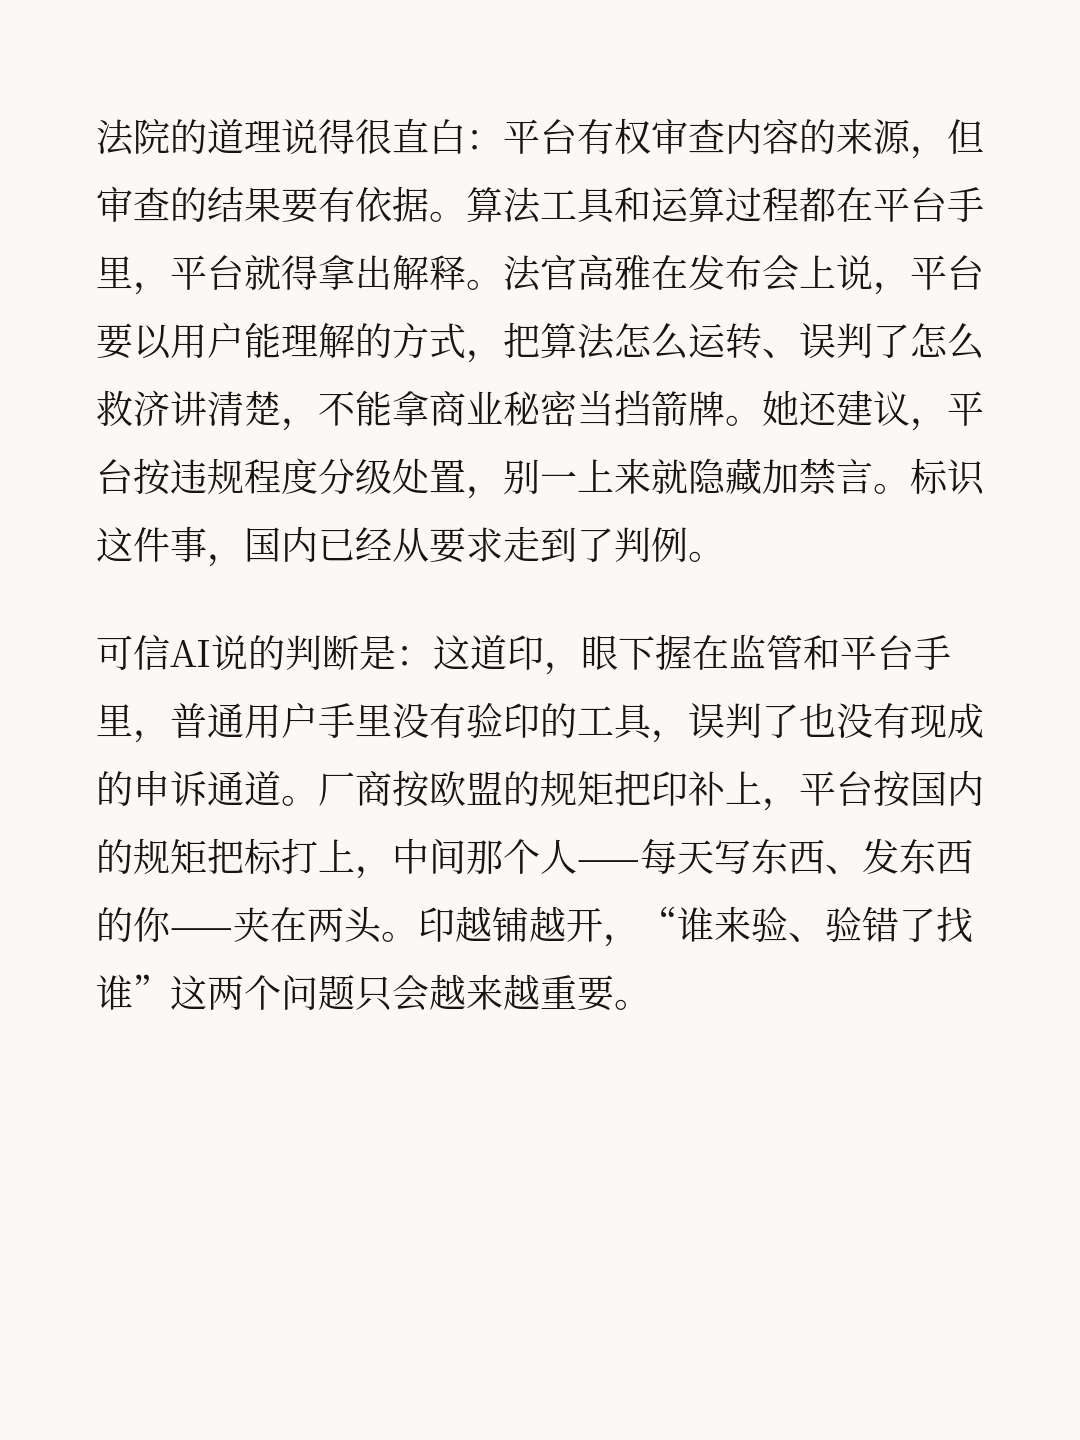 法院的道理说得很直白：平台有权审查内容的来源，但
审查的结果要有依据。算法工具和运算过程都在平台手
里，平台就得拿出解释。法官高雅在发布会上说，平台
要以用户能理解的方式，把算法怎么运转、误判了怎么
救济讲清楚，不能拿商业秘密当挡箭牌。她还建议，平
台按违规程度分级处置，别一上来就隐藏加禁言。标识
这件事，国内已经从要求走到了判例。
可信AI说的判断是：这道印，眼下握在监管和平台手
里，普通用户手里没有验印的工具，误判了也没有现成
的申诉通道。厂商按欧盟的规矩把印补上，平台按国内
的规矩把标打上，中间那个人——每天写东西、发东西
的你——夹在两头。印越铺越开，“谁来验、验错了找
谁”这两个问题只会越来越重要。